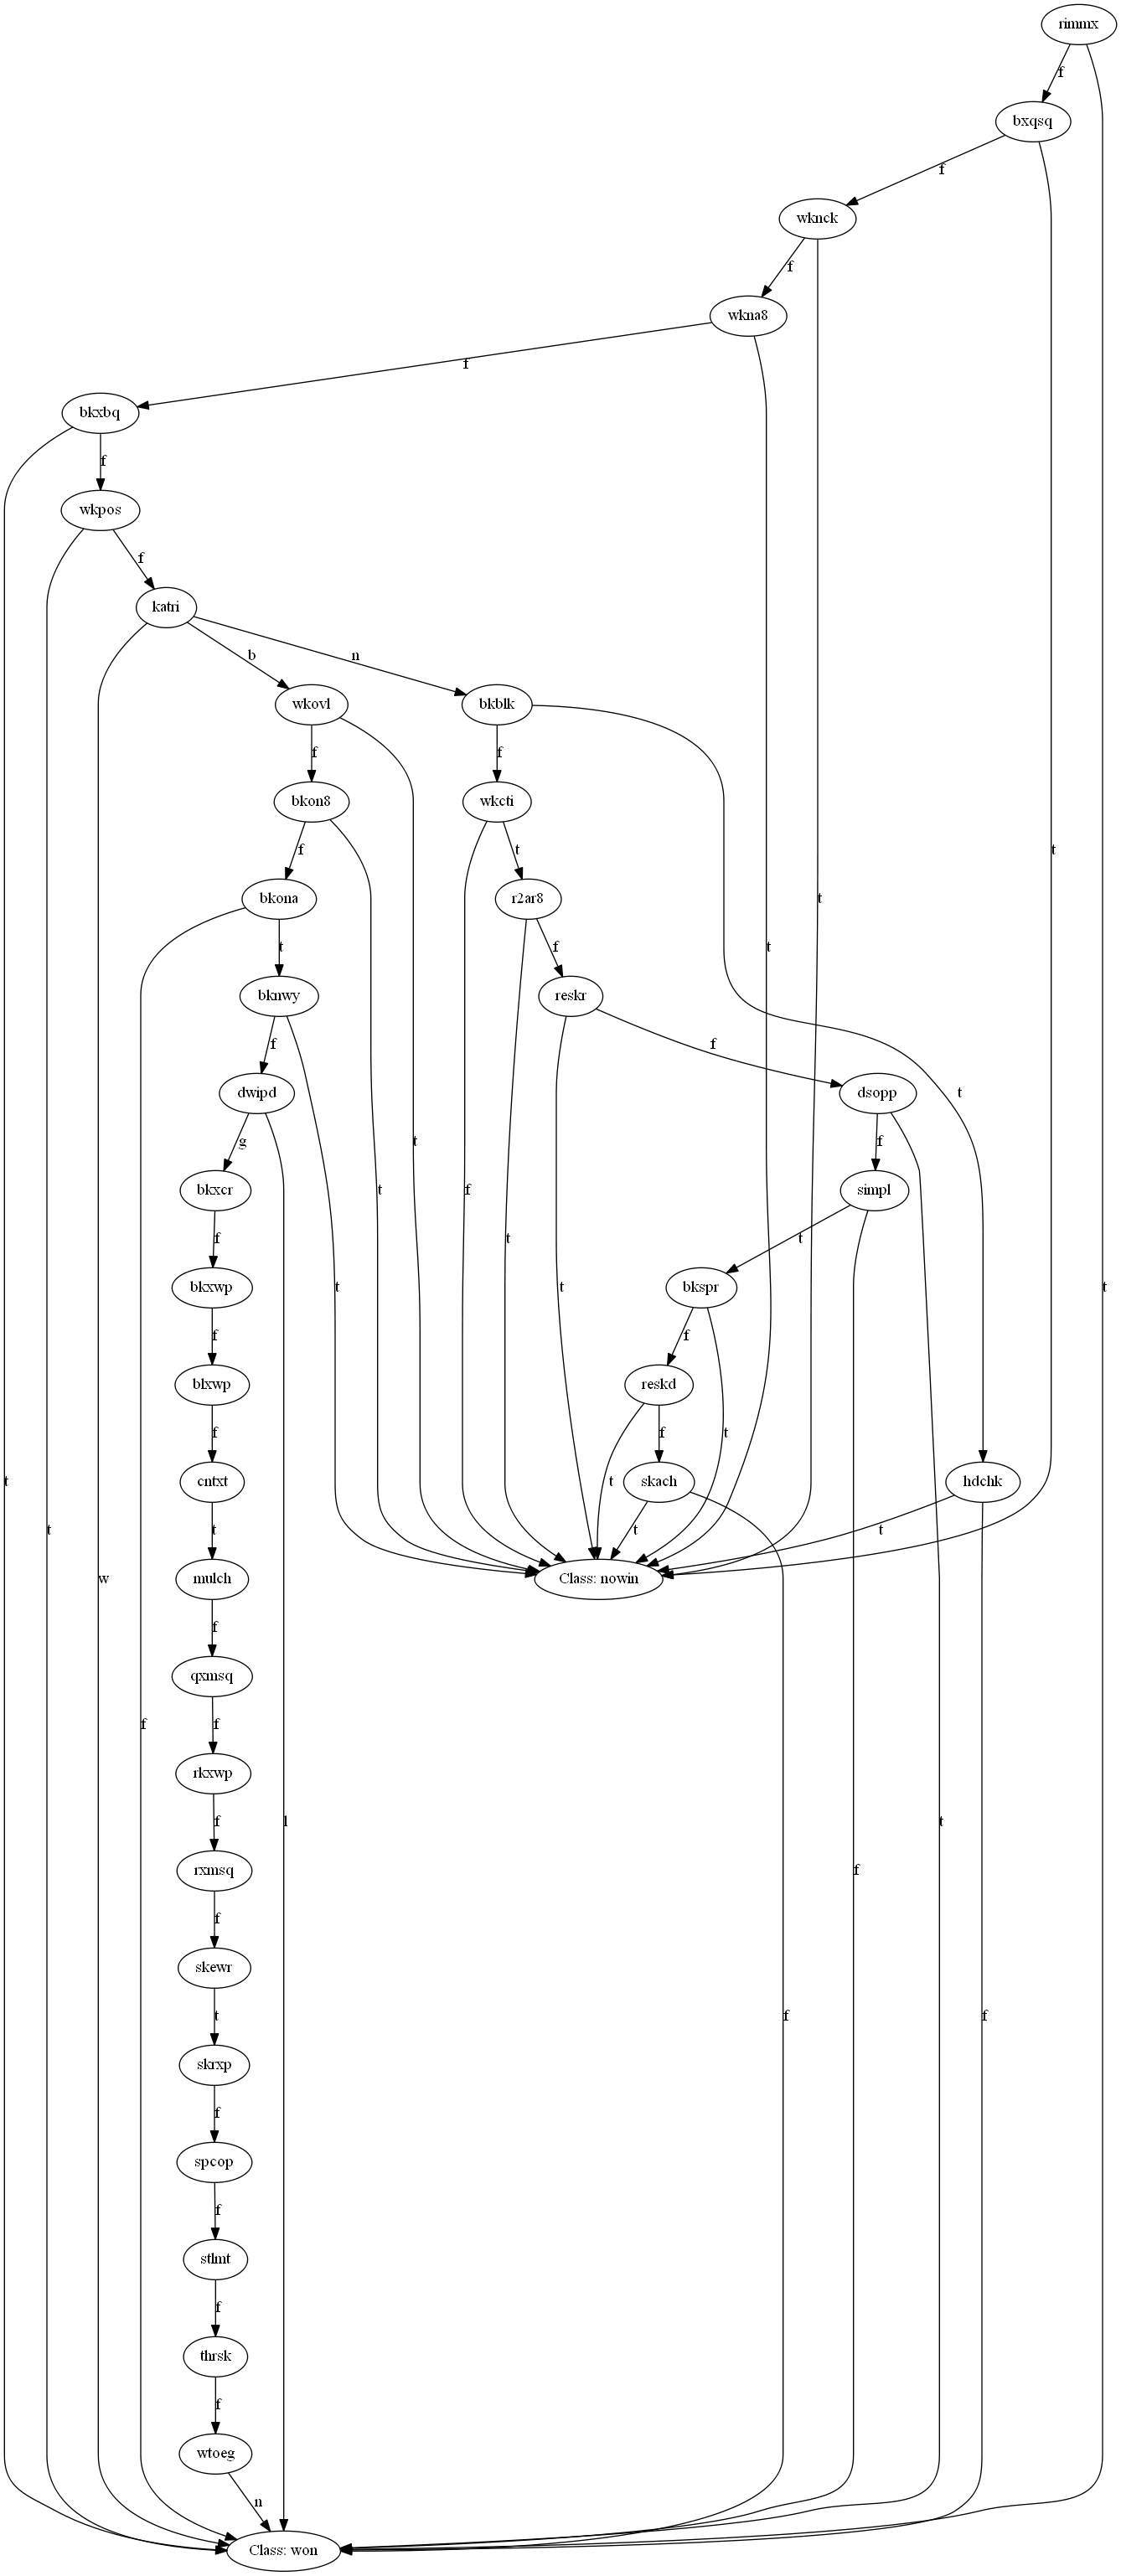 rimmx
f
bxqsq
f
wknck
f
wkna8
f
f
bkxbq
f
wkpos
f
katri
b
n
wkovl
bkblk
f
f
bkon8
wkcti
f
t
t
bkona
r2ar8
t
t
f
t
bknwy
reskr
f
f
dwipd
dsopp
t
g
t
f
bkxcr
simpl
t
f
f
t
t
t
bkxwp
t
t
t
f
f
blxwp
reskd
f
f
t
t
cntxt
t
skach
hdchk
t
t
t
t
mulch
w
Class: nowin
f
qxmsq
f
f
rkxwp
f
l
t
rxmsq
f
f
skewr
t
f
f
skrxp
f
spcop
f
stlmt
f
thrsk
f
wtoeg
n
Class: won